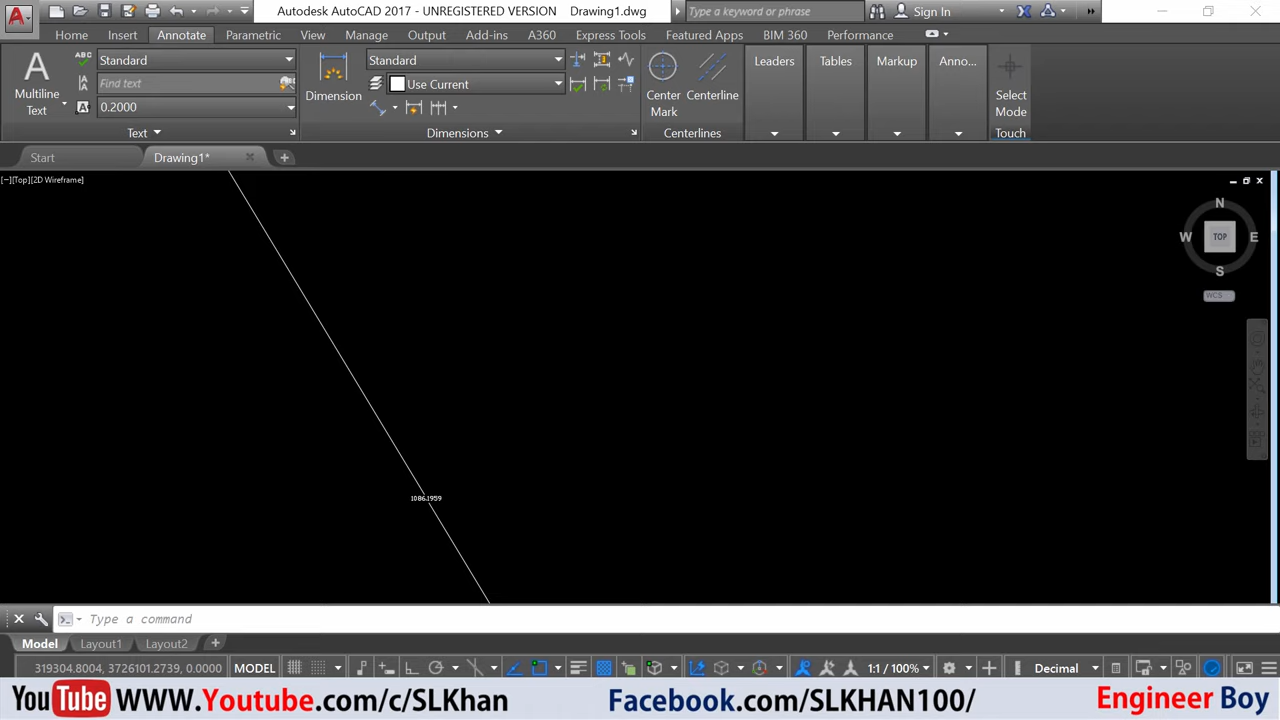 Autodesk AutoCAD 2017 - UNREGISTERED VERSION Drawing1.dwg
Type a keyword or phrase
Sign In
Home Insert Annotate Parametric View Manage Output Add-ins A360 Express Tools Featured Apps BIM 360 Performance
A Multiline Text
ABC
Standard
Find text
0.2000
Text
Dimension
Standard
Use Current
Dimensions
Center Mark
Centerline
Centerlines
Leaders
Tables
Markup
Anno...
Select Mode
Touch
Start
Drawing1*
[−][Top][2D Wireframe]
N
W TOP E
S
WCS
1086.1959
Type a command
Model Layout1 Layout2
319304.8004, 3726101.2739, 0.0000 MODEL 1:1 / 100% Decimal
YouTube WWW.Youtube.com/c/SLKhan Facebook.com/SLKHAN100/ Engineer Boy